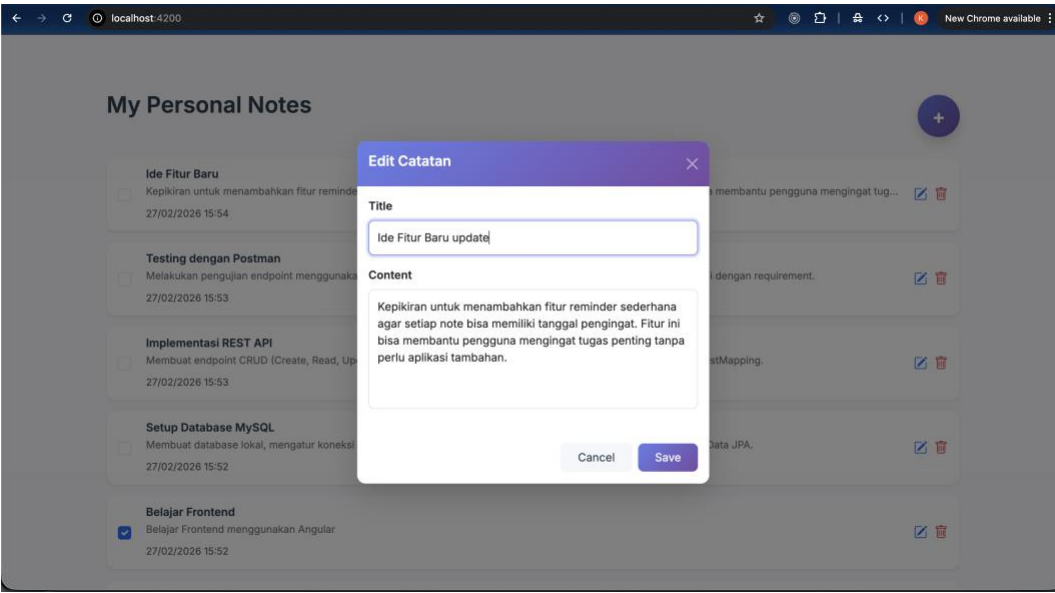 localhost:4200
K
New Chrome available
My Personal Notes
+
Ide Fitur Baru
Kepikiran untuk menambahkan fitur reminde
membantu pengguna mengingat tug...
27/02/2026 15:54
Testing dengan Postman
Melakukan pengujian endpoint menggunaka
i dengan requirement.
27/02/2026 15:53
Implementasi REST API
Membuat endpoint CRUD (Create, Read, Up
stMapping.
27/02/2026 15:53
Setup Database MySQL
Membuat database lokal, mengatur koneksi
Data JPA.
27/02/2026 15:52
Belajar Frontend
Belajar Frontend menggunakan Angular
27/02/2026 15:52
Edit Catatan
Title
Ide Fitur Baru update
Content
Kepikiran untuk menambahkan fitur reminder sederhana
agar setiap note bisa memiliki tanggal pengingat. Fitur ini
bisa membantu pengguna mengingat tugas penting tanpa
perlu aplikasi tambahan.
Cancel
Save